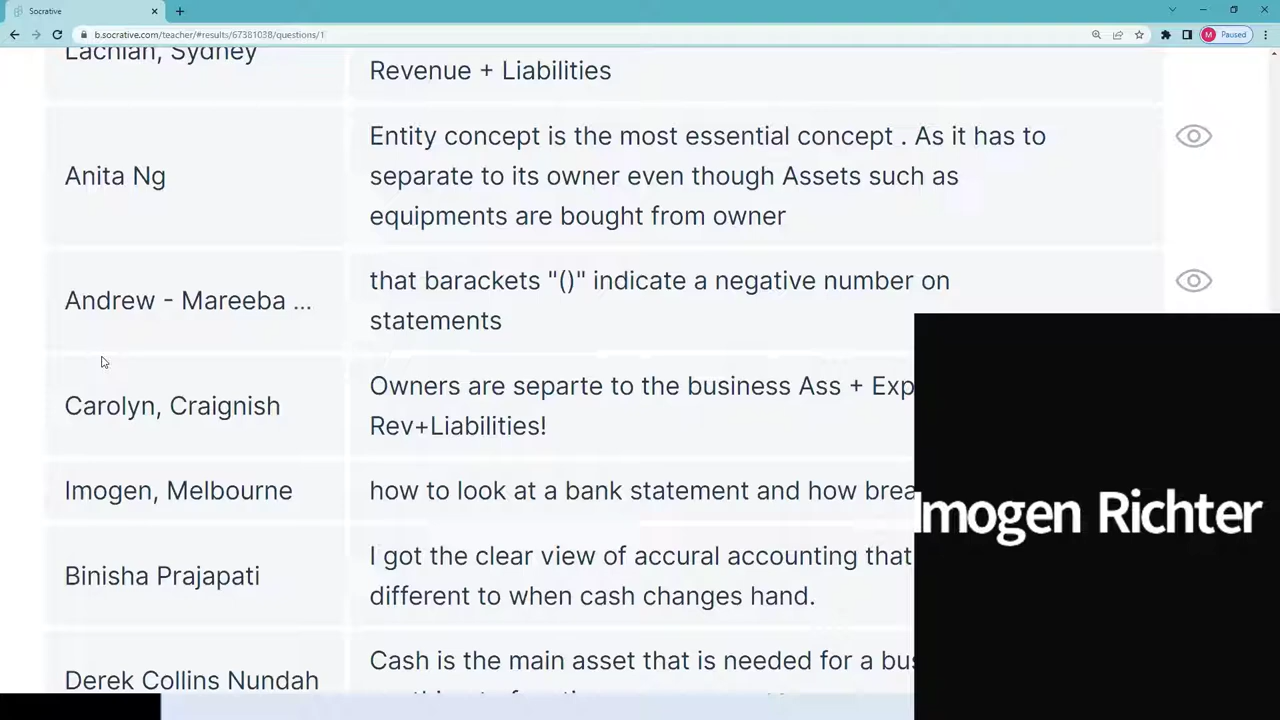 Socrative
b.socrative.com/teacher/#results/67381038/questions/1
M Paused
Lachlan, Sydney
Revenue + Liabilities
Entity concept is the most essential concept . As it has to
Anita Ng
separate to its owner even though Assets such as
equipments are bought from owner
that barackets "()" indicate a negative number on
Andrew - Mareeba ...
statements
Owners are separte to the business Ass + Exp
Carolyn, Craignish
Rev+Liabilities!
Imogen, Melbourne
how to look at a bank statement and how brea
Imogen Richter
I got the clear view of accural accounting that
Binisha Prajapati
different to when cash changes hand.
Cash is the main asset that is needed for a bus
Derek Collins Nundah